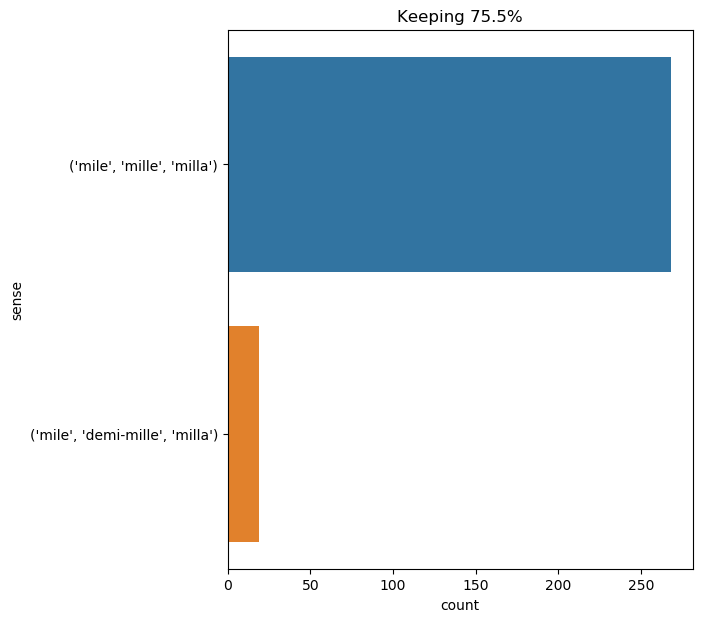 Keeping 75.5%
sense
('mile', 'mille', 'milla')
('mile', 'demi-mille', 'milla')
0 50 100 150 200 250
count